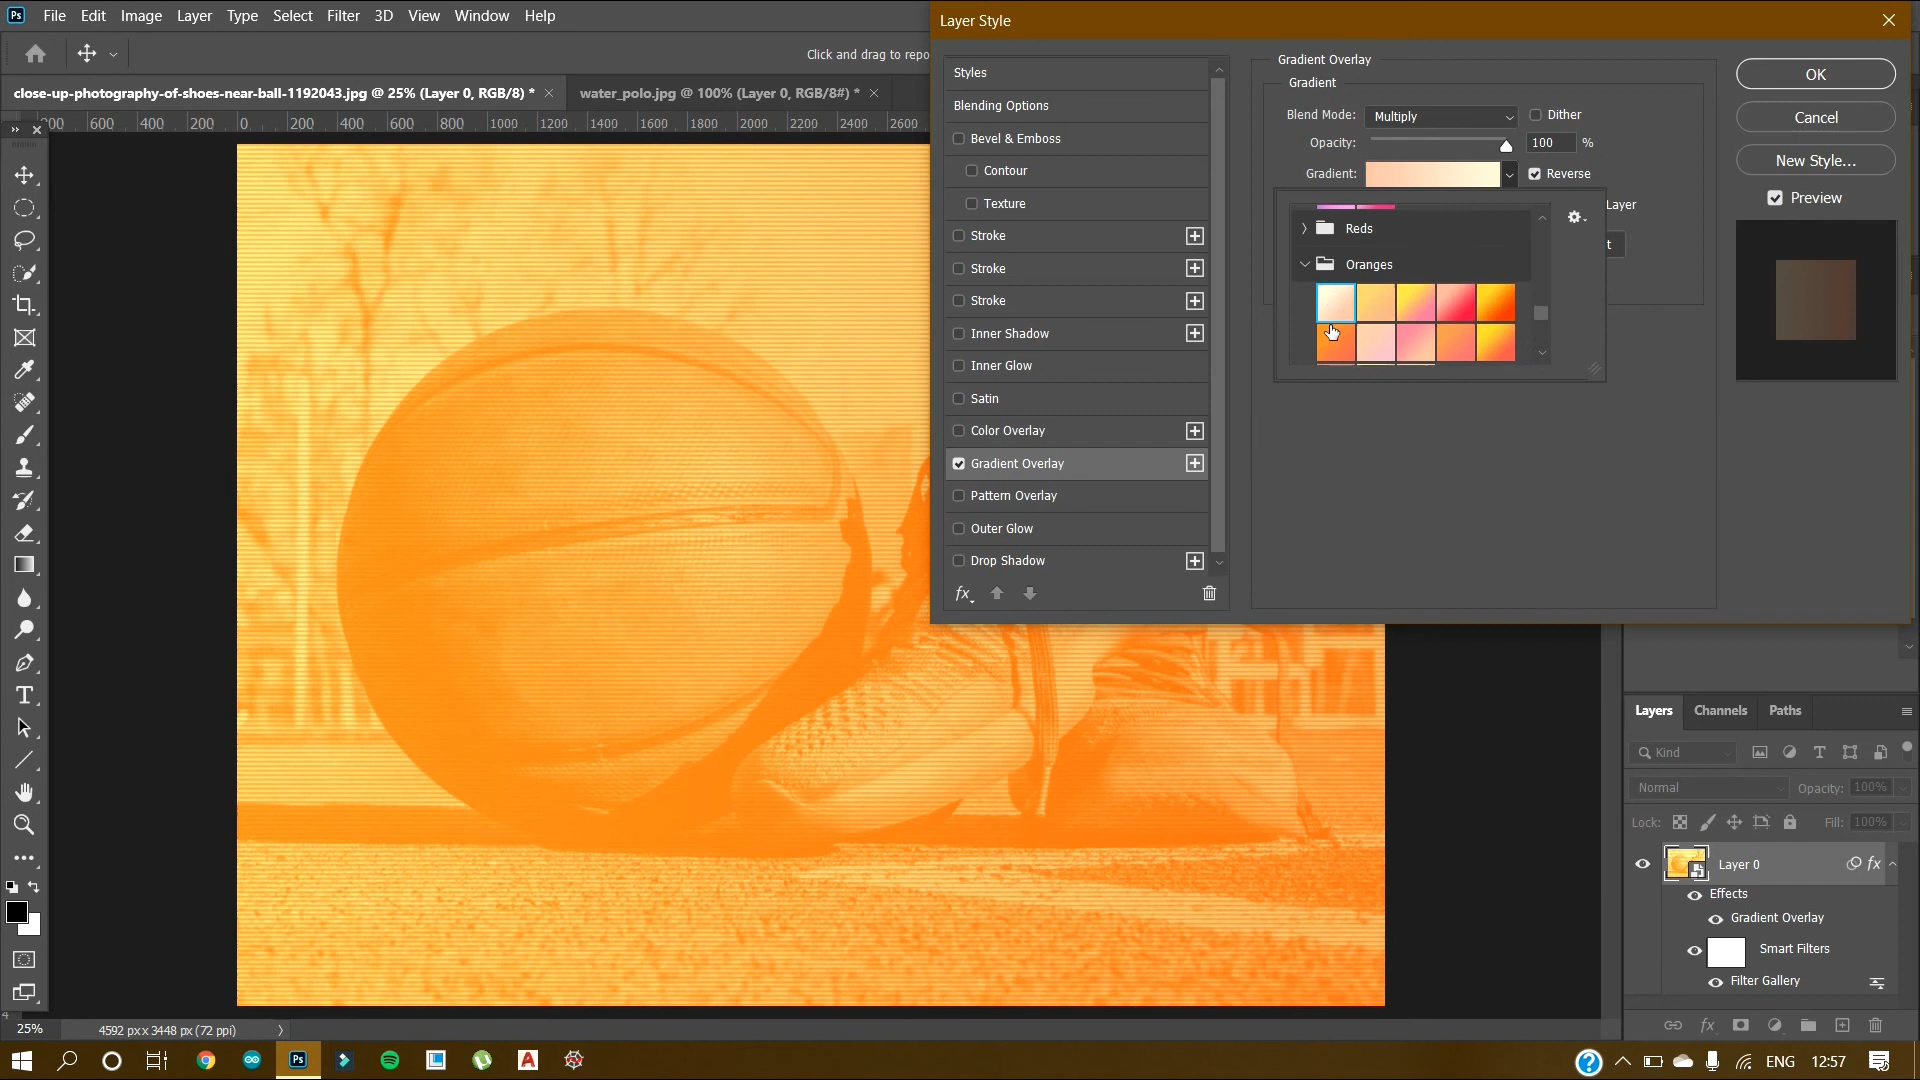 Ps File Edit Image Layer Type Select Filter 3D View Window Help
Layer Style
Click and drag to repo
close-up-photography-of-shoes-near-ball-1192043.jpg @ 25% (Layer 0, RGB/8) *
water_polo.jpg @ 100% (Layer 0, RGB/8#) *
600 400 200 0 200 400 600 800 1000 1200 1400 1600 1800 2000 2200 2400 2600
Styles
Blending Options
Bevel & Emboss
Contour
Texture
Stroke
Stroke
Stroke
Inner Shadow
Inner Glow
Satin
Color Overlay
Gradient Overlay
Pattern Overlay
Outer Glow
Drop Shadow
fx
Gradient Overlay
Gradient
Blend Mode: Multiply Dither
Opacity: 100 %
Gradient: Reverse
Layer
t
Reds
Oranges
OK
Cancel
New Style...
Preview
Layers Channels Paths
Kind
Normal Opacity: 100%
Lock: Fill: 100%
Layer 0 fx
Effects
Gradient Overlay
Smart Filters
Filter Gallery
fx
4
25% 4592 px x 3448 px (72 ppi)
Ps
ENG 12:57